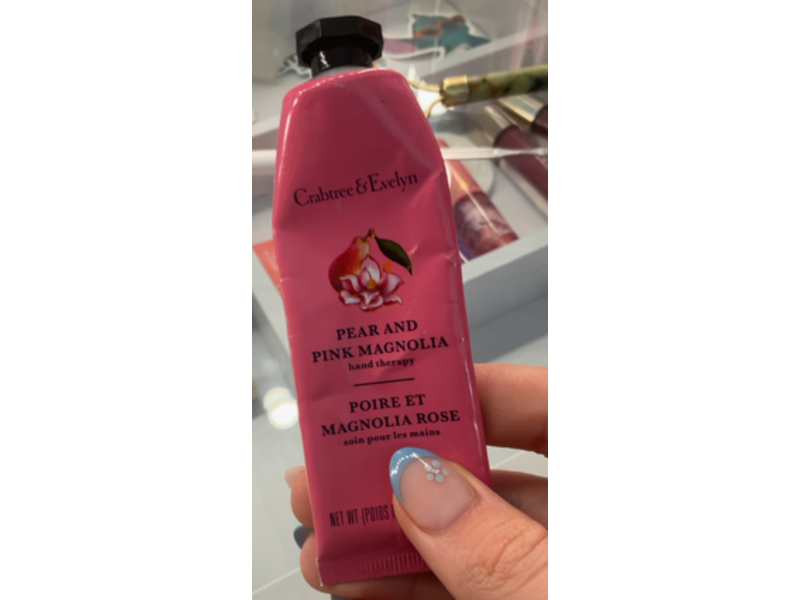 Crabtree & Evelyn
PEAR AND
PINK MAGNOLIA
hand therapy
POIRE ET
MAGNOLIA ROSE
soin pour les mains
NET WT (POIDS